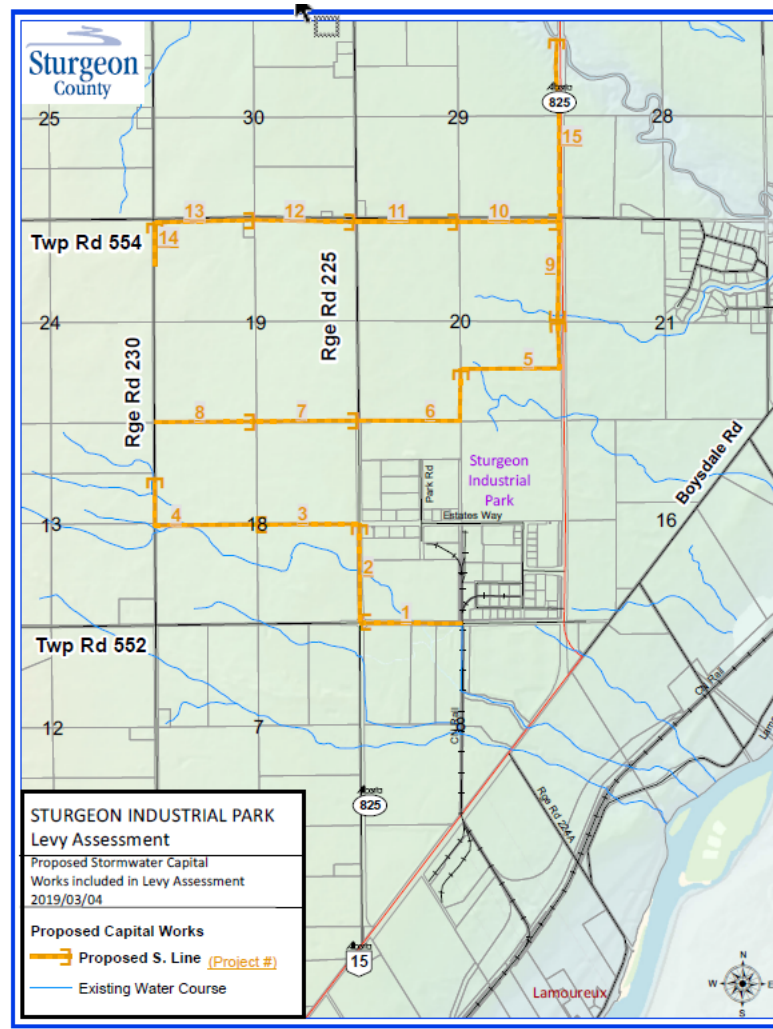 Sturgeon
County
Alberta
825
25
30
29
28
15
13
12
11
10
Twp Rd 554
14
Rge Rd 225
9
24
19
20
21
Rge Rd 230
5
8
7
6
Boysdale Rd
Sturgeon
Industrial
Park
Park Rd
Estates Way
13
4
18
3
16
2
1
Twp Rd 552
CN Rail
12
7
8
CN Rail
Alberta
825
Rge Rd 224A
STURGEON INDUSTRIAL PARK
Levy Assessment
Proposed Stormwater Capital
Works included in Levy Assessment
2019/03/04
Proposed Capital Works
Proposed S. Line (Project #)
Existing Water Course
Alberta
15
Lamoureux
N
W
E
S